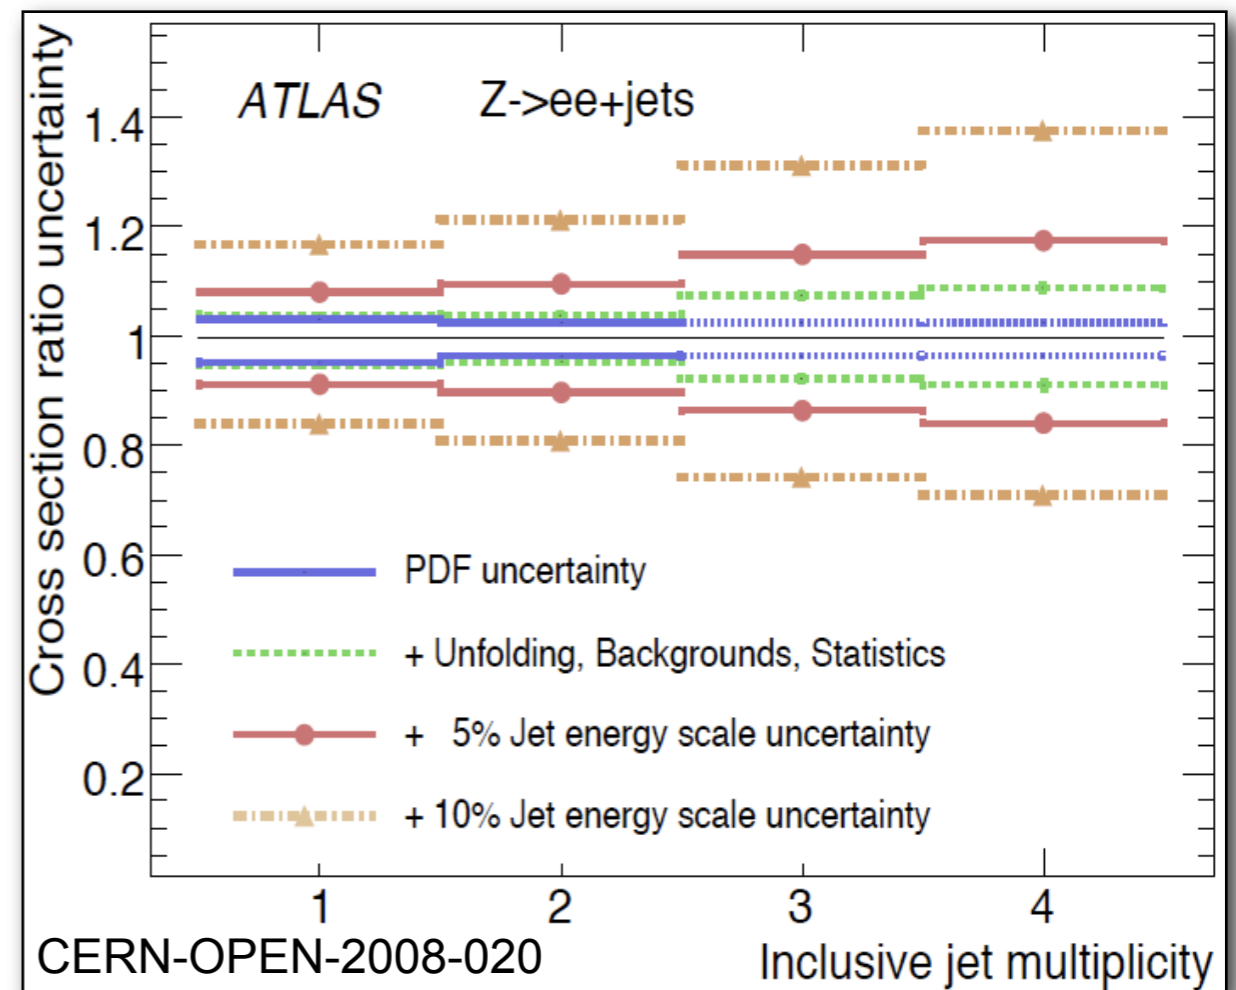 Cross section ratio uncertainty
ATLAS Z->ee+jets
1.4
1.2
1
0.8
0.6
0.4
0.2
PDF uncertainty
+ Unfolding, Backgrounds, Statistics
+ 5% Jet energy scale uncertainty
+ 10% Jet energy scale uncertainty
1 2 3 4
CERN-OPEN-2008-020 Inclusive jet multiplicity